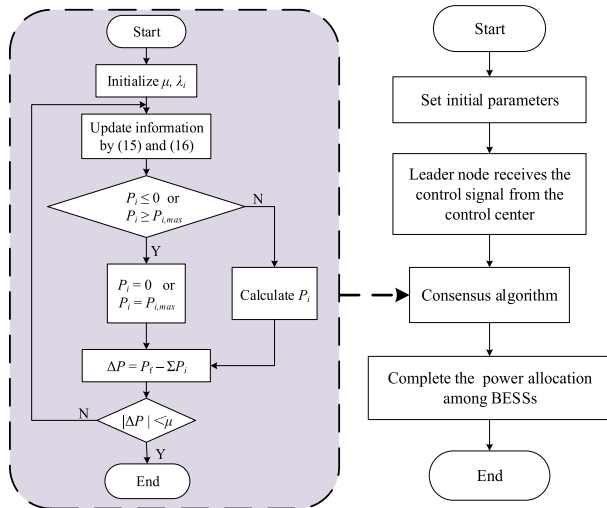 Start
Initialize μ, λi
Update information
by (15) and (16)
Pi ≤ 0 or
Pi ≥ Pi,max
N
Y
Pi = 0 or
Pi = Pi,max
Calculate Pi
ΔP = Pf − ΣPi
N
|ΔP| < μ
Y
End
Start
Set initial parameters
Leader node receives the
control signal from the
control center
Consensus algorithm
Complete the power allocation
among BESSs
End